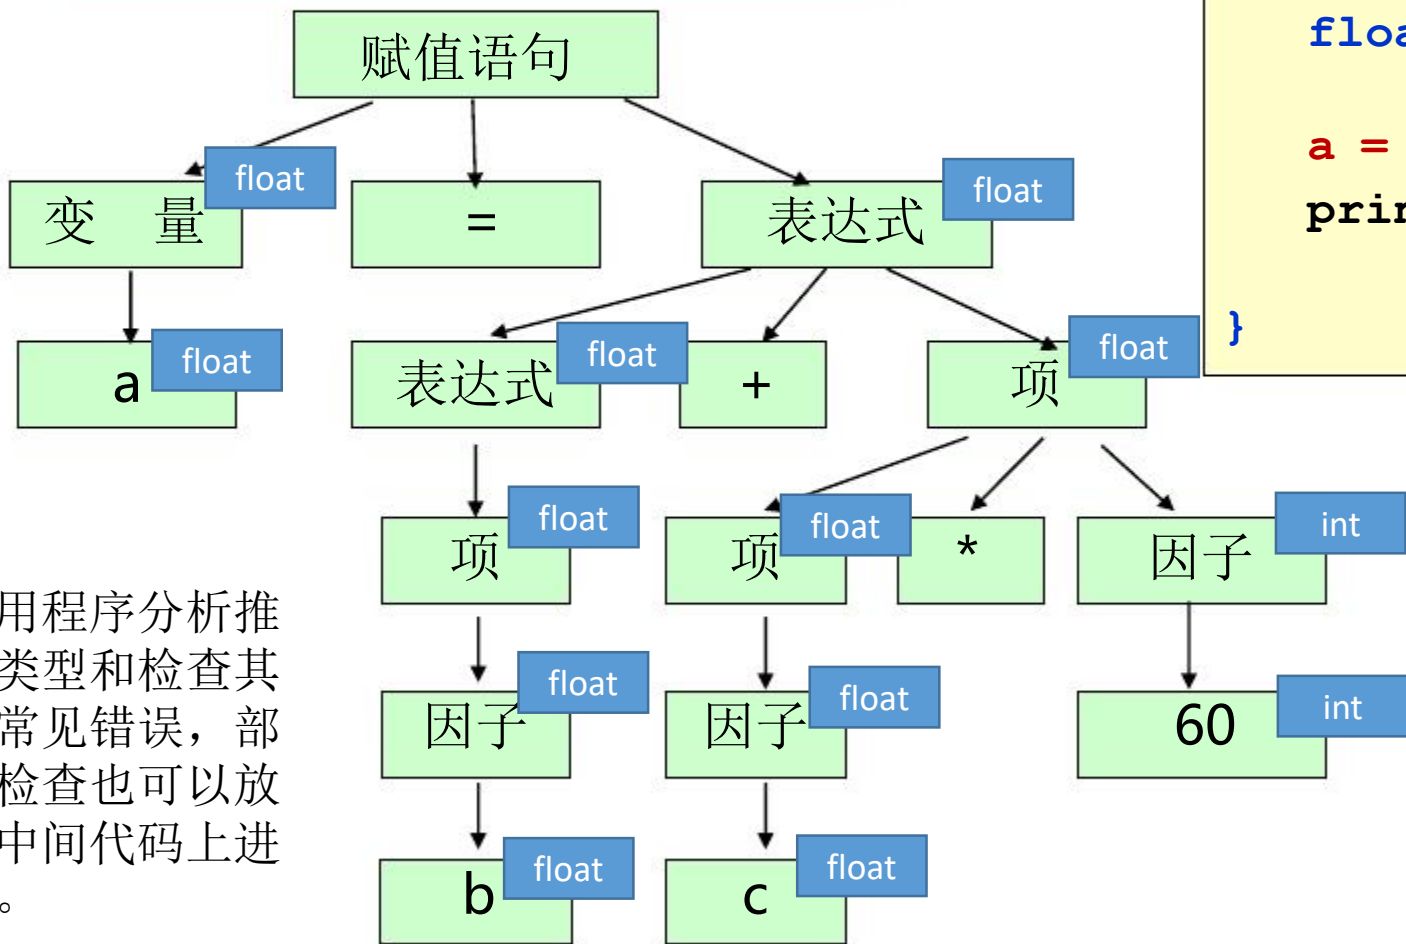 赋值语句
变 量 float
=
表达式 float
a float
表达式 float
+
项 float
项 float
项 float
*
因子 int
因子 float
因子 float
60 int
b float
c float
用程序分析推
类型和检查其
常见错误，部
检查也可以放
中间代码上进
。
a =
}